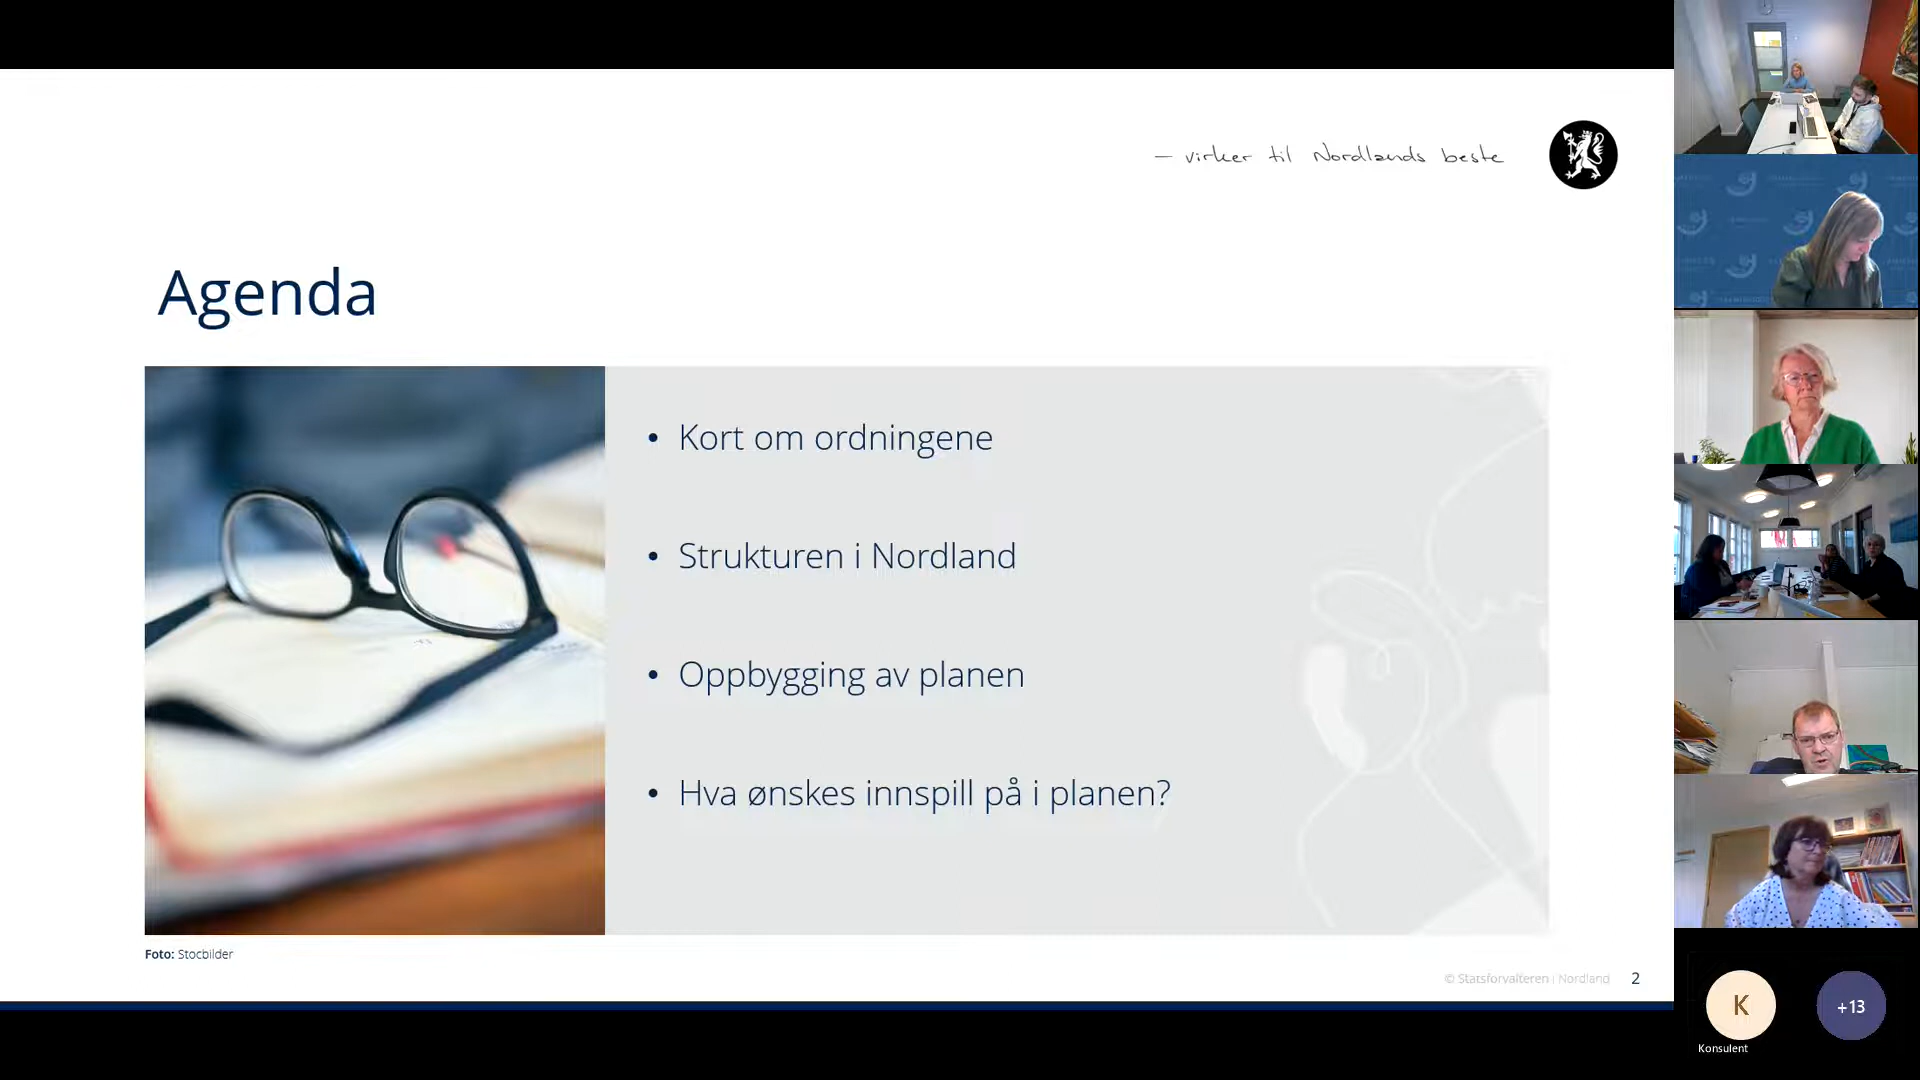 – virker til Nordlands beste
Agenda
• Kort om ordningene
• Strukturen i Nordland
• Oppbygging av planen
• Hva ønskes innspill på i planen?
Foto: Stocbilder
© Statsforvalteren | Nordland
2
K
+13
Konsulent